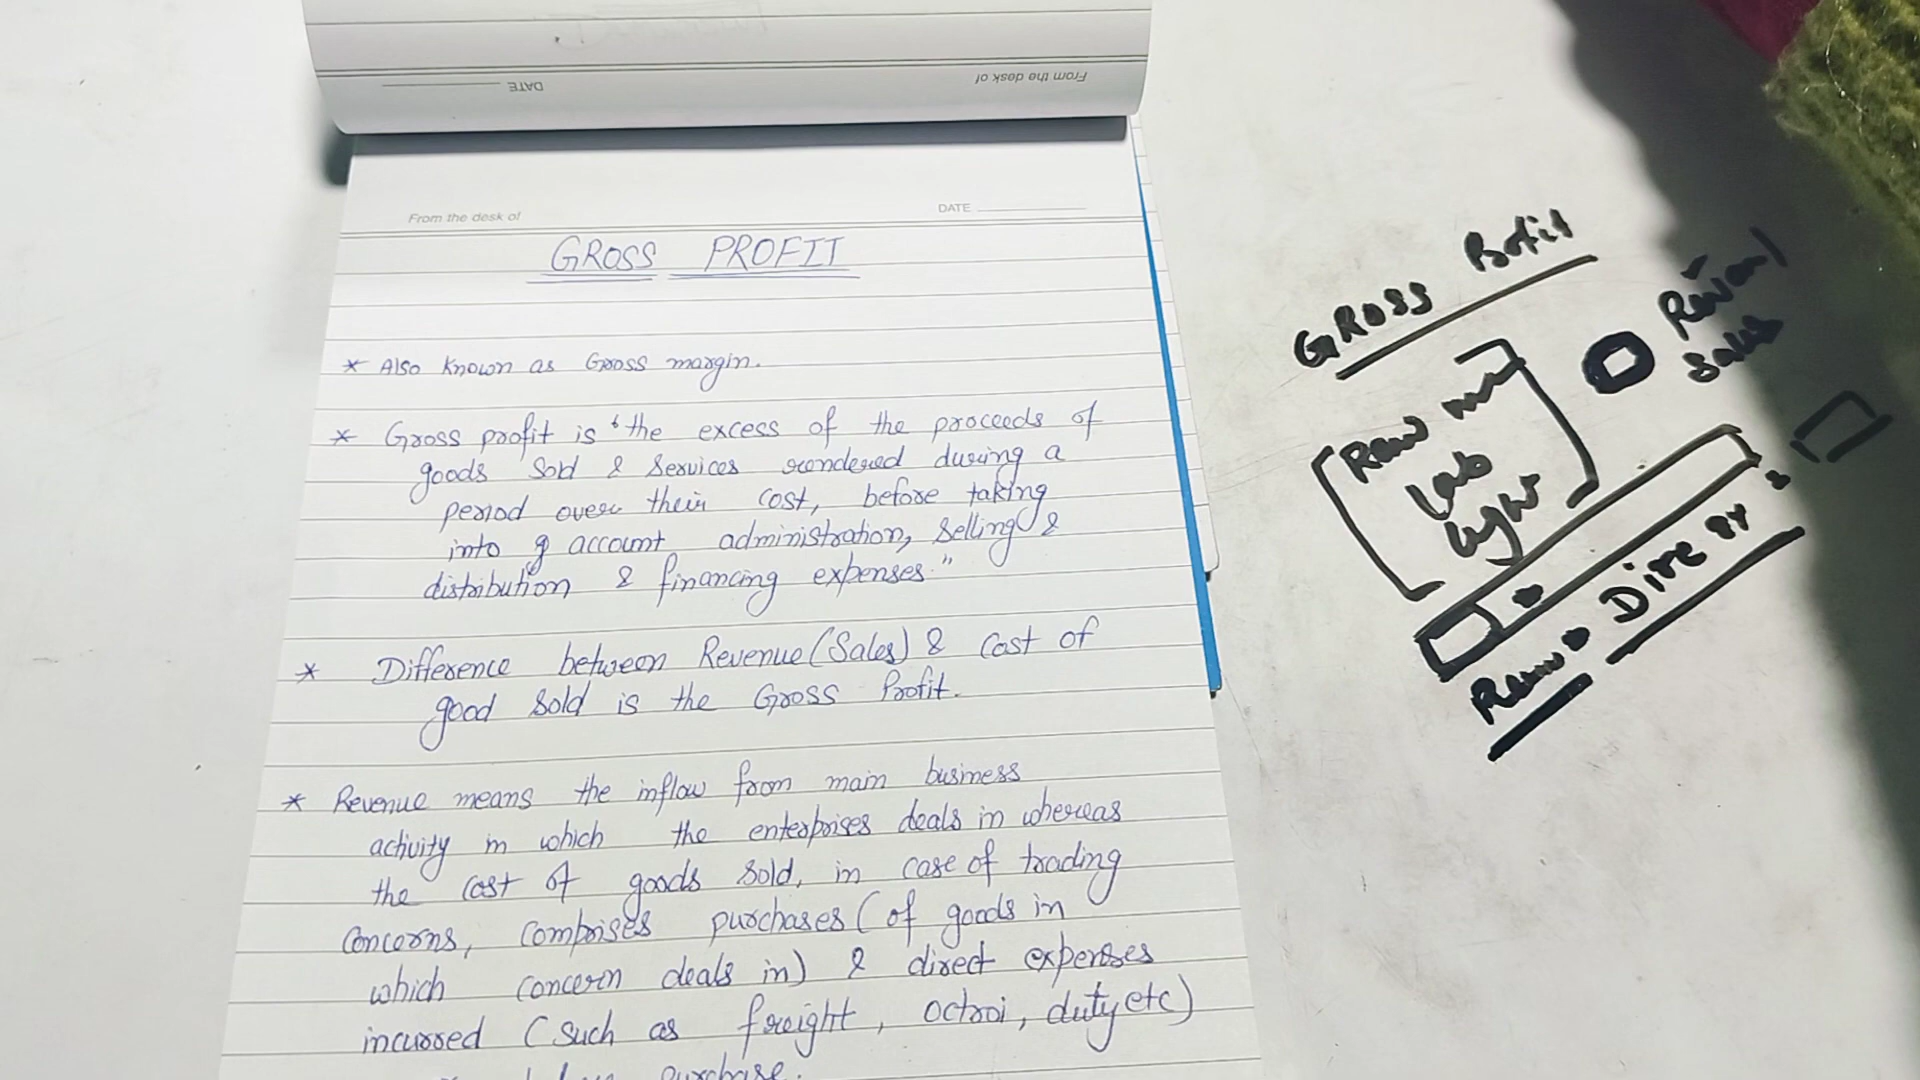 DATE
From the desk of
From the desk of
DATE
GROSS PROFIT
* Also known as Gross margin.
* Gross profit is "the excess of the proceeds of
goods sold & services rendered during a
period over their cost, before taking
into account administration, selling &
distribution & financing expenses."
* Difference between Revenue (Sales) & Cost of
good sold is the Gross Profit.
* Revenue means the inflow from main business
activity in which the enterprises deals in whereas
the cost of goods sold, in case of trading
concerns, comprises purchases (of goods in
which concern deals in) & direct expenses
incurred (such as freight, octroi, duty etc)
purchase.
GROSS Profit
Sales
Raw
Lab